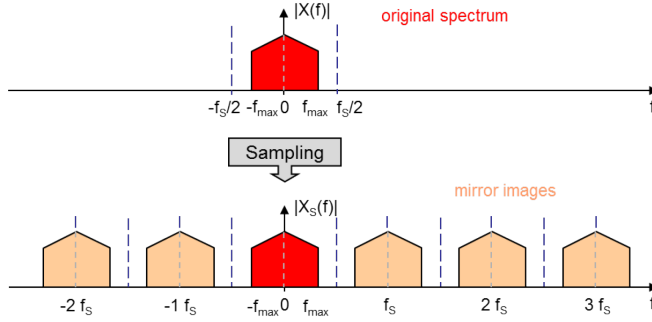 |X(f)|
original spectrum
-fS/2 -fmax 0 fmax fS/2 f
Sampling
|XS(f)|
mirror images
-2 fS -1 fS -fmax 0 fmax fS 2 fS 3 fS f